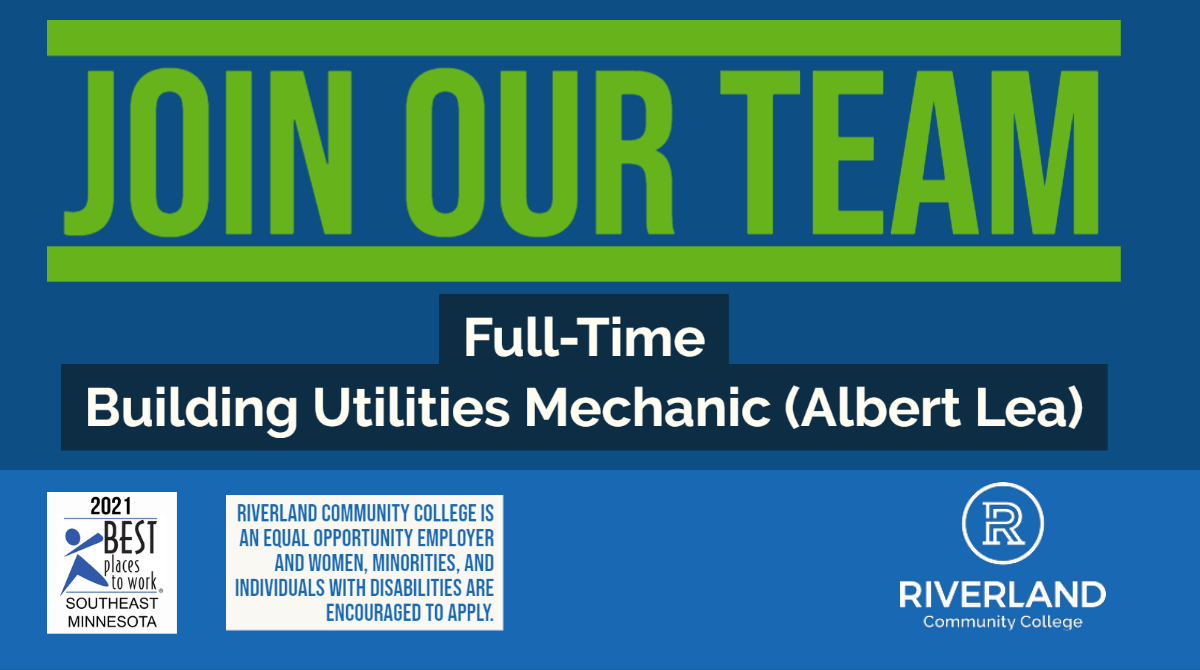 JOIN OUR TEAM
Full-Time
Building Utilities Mechanic (Albert Lea)
2021
BEST
places
to work®
SOUTHEAST
MINNESOTA
RIVERLAND COMMUNITY COLLEGE IS
AN EQUAL OPPORTUNITY EMPLOYER
AND WOMEN, MINORITIES, AND
INDIVIDUALS WITH DISABILITIES ARE
ENCOURAGED TO APPLY.
R
RIVERLAND
Community College